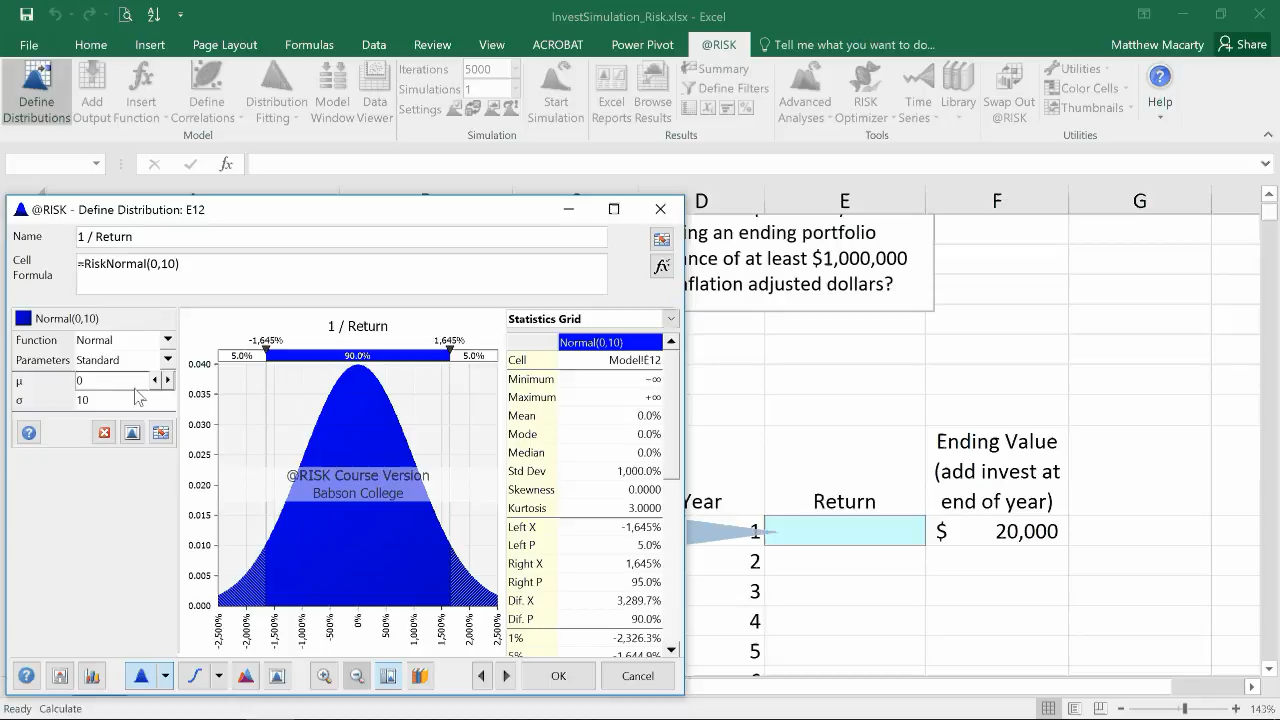 InvestSimulation_Risk.xlsx - Excel
File Home Insert Page Layout Formulas Data Review View ACROBAT Power Pivot @RISK Tell me what you want to do... Matthew Macarty Share
Define Distributions
Add Output
Insert Function
Define Correlations
Distribution Fitting
Model Window
Data Viewer
Model
Iterations 5000
Simulations 1
Settings
Start Simulation
Simulation
Excel Reports
Browse Results
Summary
Define Filters
Results
Advanced Analyses
RISK Optimizer
Time Series
Library
Tools
Swap Out @RISK
Utilities
Color Cells
Thumbnails
Utilities
Help
fx
@RISK - Define Distribution: E12
Name 1 / Return
Cell Formula =RiskNormal(0,10)
Normal(0,10)
Function Normal
Parameters Standard
μ 0
σ 10
1 / Return
-1,645% 1,645%
5.0% 90.0% 5.0%
0.040
0.035
0.030
0.025
0.020
0.015
0.010
0.005
0.000
@RISK Course Version
Babson College
-2,500% -2,000% -1,500% -1,000% -500% 0% 500% 1,000% 1,500% 2,000% 2,500%
Statistics Grid
Normal(0,10)
Cell Model!E12
Minimum −∞
Maximum +∞
Mean 0.0%
Mode 0.0%
Median 0.0%
Std Dev 1,000.0%
Skewness 0.0000
Kurtosis 3.0000
Left X -1,645%
Left P 5.0%
Right X 1,645%
Right P 95.0%
Dif. X 3,289.7%
Dif. P 90.0%
1% -2,326.3%
5% -1,644.9%
OK Cancel
D E F G
ing an ending portfolio
nce of at least $1,000,000
nflation adjusted dollars?
Year
Return
Ending Value
(add invest at
end of year)
1 $ 20,000
2
3
4
5
Ready Calculate 143%